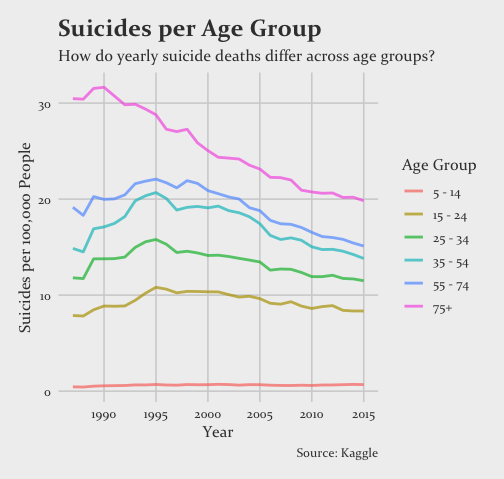 Suicides per Age Group
How do yearly suicide deaths differ across age groups?
Suicides per 100,000 People
30
20
10
0
1990 1995 2000 2005 2010 2015
Year
Age Group
5 - 14
15 - 24
25 - 34
35 - 54
55 - 74
75+
Source: Kaggle